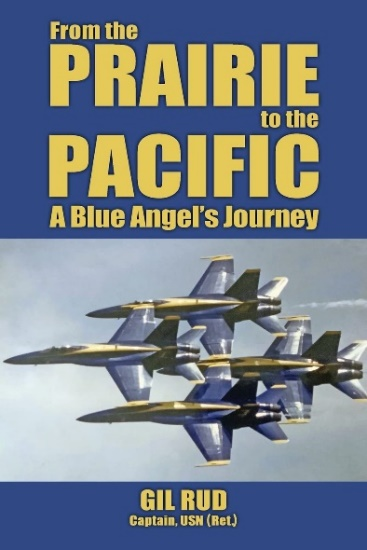 From the
PRAIRIE
to the
PACIFIC
A Blue Angel's Journey
GIL RUD
Captain, USN (Ret.)